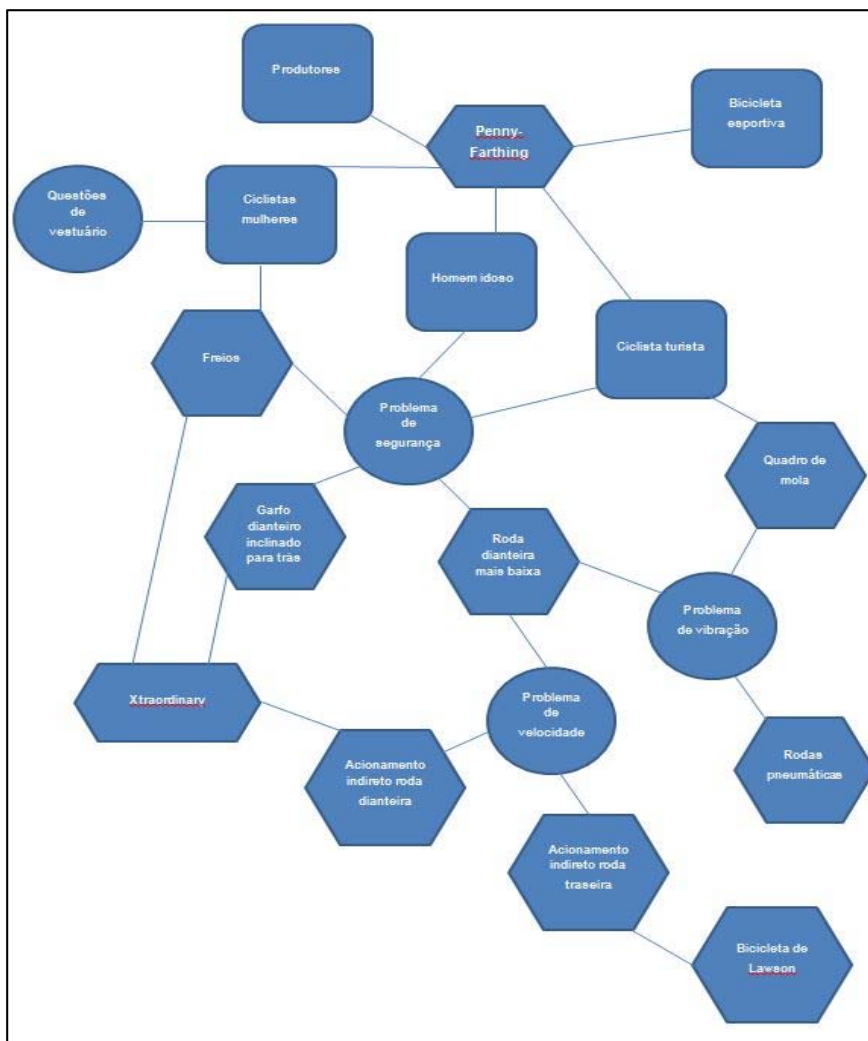 Produtores
Penny-
Farthing
Bicicleta
esportiva
Questões
de
vestuário
Ciclistas
mulheres
Homem idoso
Ciclista turista
Freios
Problema
de
segurança
Quadro de
mola
Garfo
dianteiro
inclinado
para trás
Roda
dianteira
mais baixa
Problema
de vibração
Xtraordinary
Problema
de
velocidade
Acionamento
indireto roda
dianteira
Rodas
pneumáticas
Acionamento
indireto roda
traseira
Bicicleta de
Lawson